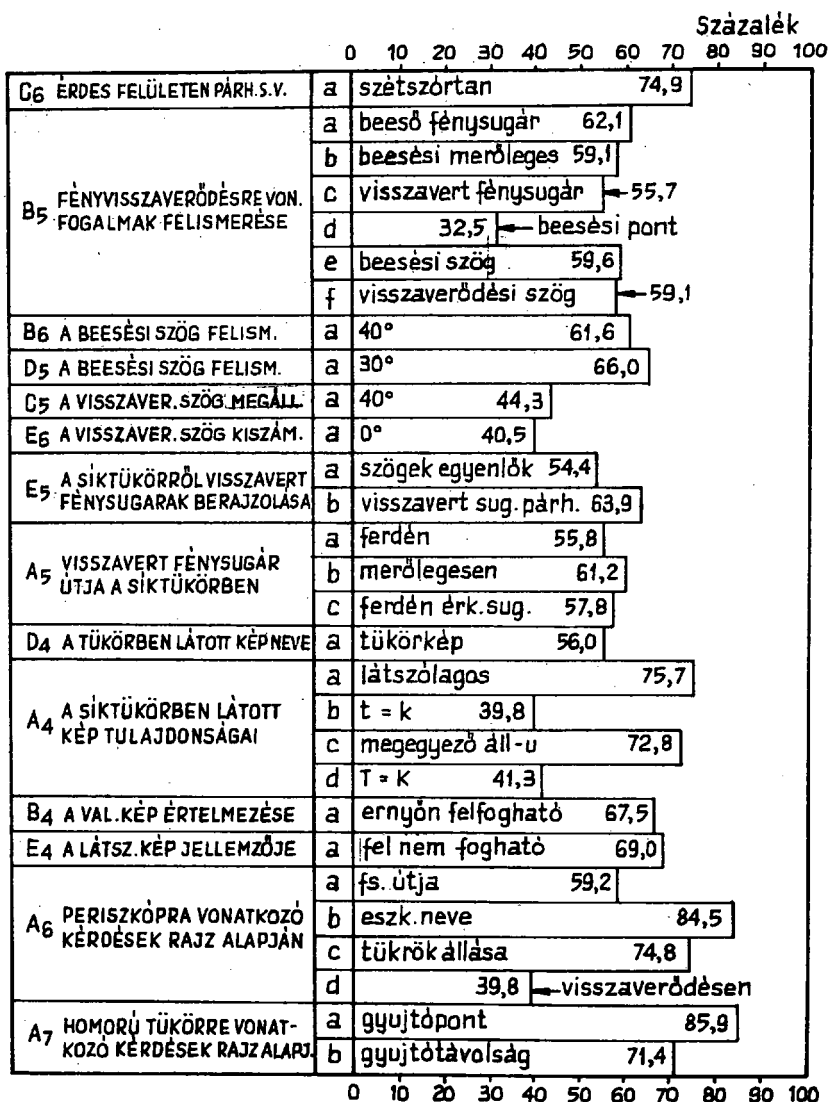 Százalék
0 10 20 30 40 50 60 70 80 90 100
C6 ÉRDES FELÜLETEN PÁRH.S.V. a szétszórtan 74,9
B5 FÉNYVISSZAVERŐDÉSRE VON. FOGALMAK FELISMERÉSE a beeső fénysugár 62,1
b beesési merőleges 59,1
c visszavert fénysugár 55,7
d 32,5 beesési pont
e beesési szög 59,6
f visszaverődési szög 59,1
B6 A BEESÉSI SZÖG FELISM. a 40° 61,6
D5 A BEESÉSI SZÖG FELISM. a 30° 66,0
C5 A VISSZAVER. SZÖG MEGÁLL. a 40° 44,3
E6 A VISSZAVER. SZÖG KISZÁM. a 0° 40,5
E5 A SÍKTÜKÖRRŐL VISSZAVERT FÉNYSUGARAK BERAJZOLÁSA a szögek egyenlők 54,4
b visszavert sug. párh. 63,9
A5 VISSZAVERT FÉNYSUGÁR ÚTJA A SÍKTÜKÖRBEN a ferdén 55,8
b merőlegesen 61,2
c ferdén érk. sug. 57,8
D4 A TÜKÖRBEN LÁTOTT KÉP NEVE a tükörkép 56,0
A4 A SÍKTÜKÖRBEN LÁTOTT KÉP TULAJDONSÁGAI a látszólagos 75,7
b t = k 39,8
c megegyező áll-u 72,8
d T = K 41,3
B4 A VAL.KÉP ÉRTELMEZÉSE a ernyőn felfogható 67,5
E4 A LÁTSZ.KÉP JELLEMZŐJE a fel nem fogható 69,0
A6 PERISZKÓPRA VONATKOZÓ KÉRDÉSEK RAJZ ALAPJÁN a fs. útja 59,2
b eszk. neve 84,5
c tükrök állása 74,8
d 39,8 visszaverődésen
A7 HOMORÚ TÜKÖRRE VONAT- KOZÓ KÉRDÉSEK RAJZ ALAPJ. a gyujtópont 85,9
b gyujtótávolság 71,4
0 10 20 30 40 50 60 70 80 90 100